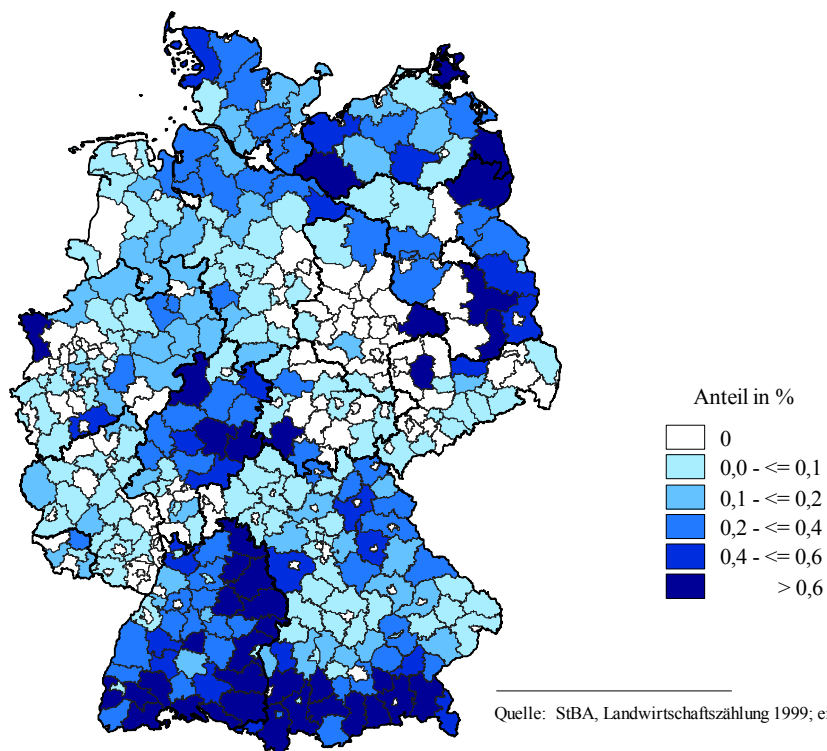 Anteil in %
0
0,0 - <= 0,1
0,1 - <= 0,2
0,2 - <= 0,4
0,4 - <= 0,6
> 0,6
Quelle: StBA, Landwirtschaftszählung 1999; ei